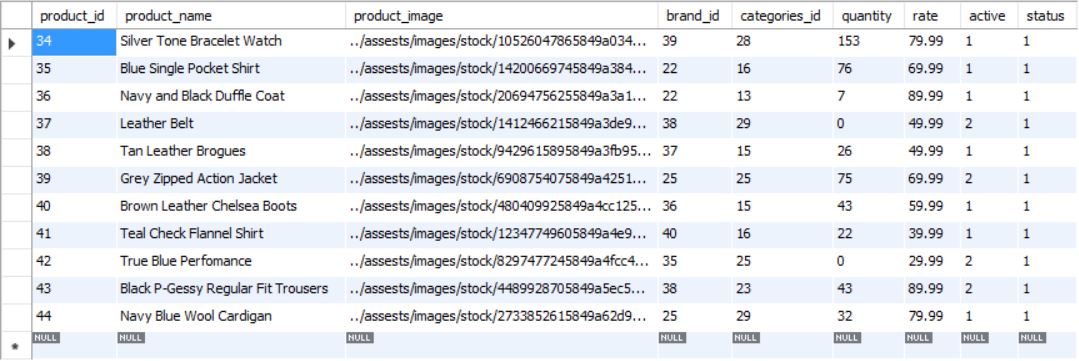 product_id product_name product_image brand_id categories_id quantity rate active status
34 Silver Tone Bracelet Watch ../assests/images/stock/10526047865849a034... 39 28 153 79.99 1 1
35 Blue Single Pocket Shirt ../assests/images/stock/14200669745849a384... 22 16 76 69.99 1 1
36 Navy and Black Duffle Coat ../assests/images/stock/20694756255849a3a1... 22 13 7 89.99 1 1
37 Leather Belt ../assests/images/stock/1412466215849a3de9... 38 29 0 49.99 2 1
38 Tan Leather Brogues ../assests/images/stock/9429615895849a3fb95... 37 15 26 49.99 1 1
39 Grey Zipped Action Jacket ../assests/images/stock/6908754075849a4251... 25 25 75 69.99 2 1
40 Brown Leather Chelsea Boots ../assests/images/stock/480409925849a4cc125... 36 15 43 59.99 1 1
41 Teal Check Flannel Shirt ../assests/images/stock/12347749605849a4e9... 40 16 22 39.99 1 1
42 True Blue Perfomance ../assests/images/stock/8297477245849a4fcc4... 35 25 0 29.99 2 1
43 Black P-Gessy Regular Fit Trousers ../assests/images/stock/4489928705849a5ec5... 38 23 43 89.99 2 1
44 Navy Blue Wool Cardigan ../assests/images/stock/2733852615849a62d9... 25 29 32 79.99 1 1
* NULL NULL NULL NULL NULL NULL NULL NULL NULL